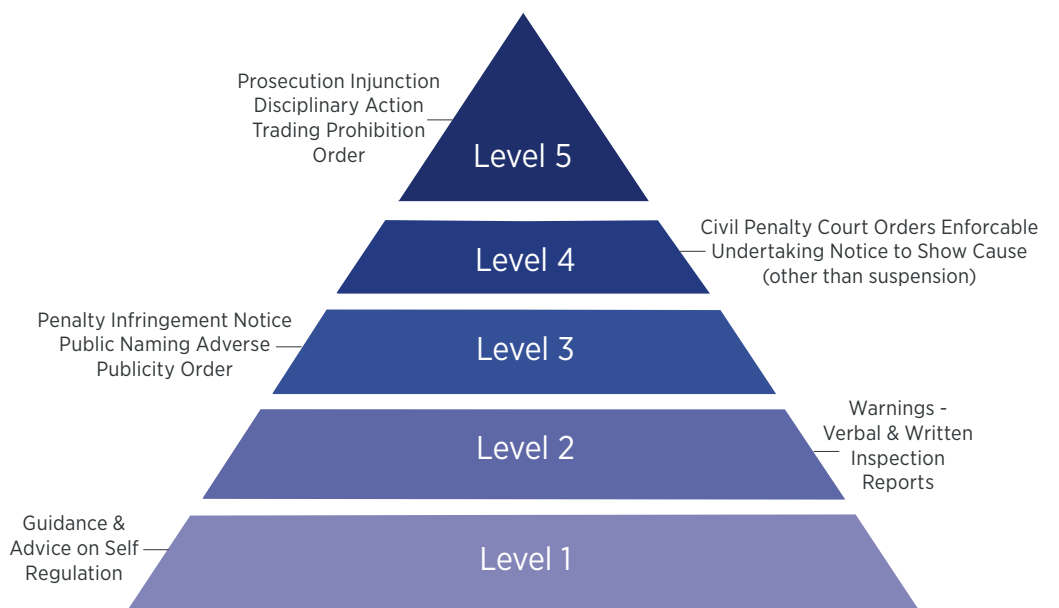 Prosecution Injunction
Disciplinary Action
Trading Prohibition
Order
Level 5
Civil Penalty Court Orders Enforcable
Undertaking Notice to Show Cause
(other than suspension)
Level 4
Penalty Infringement Notice
Public Naming Adverse
Publicity Order
Level 3
Warnings -
Verbal & Written
Inspection
Reports
Level 2
Guidance &
Advice on Self
Regulation
Level 1